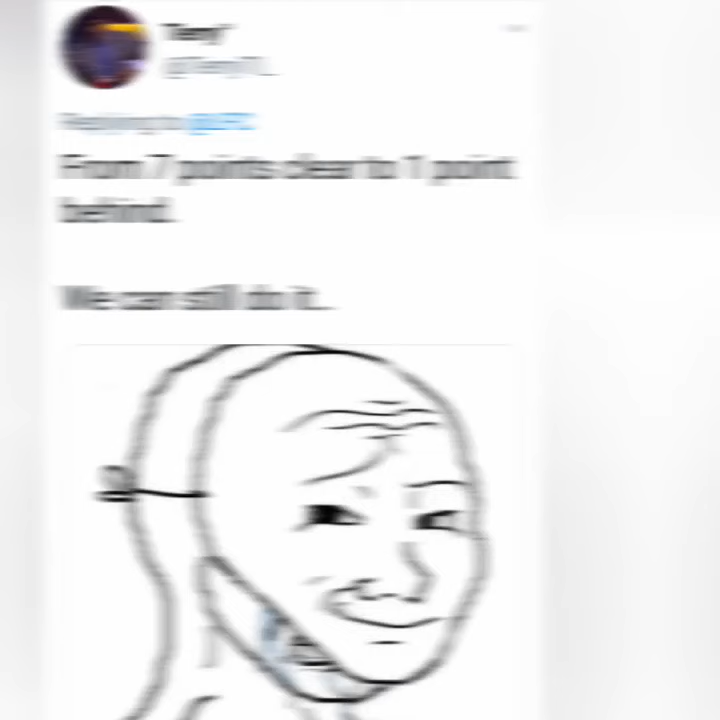 From 7 points clear to 1 point
behind.
We can still do it...